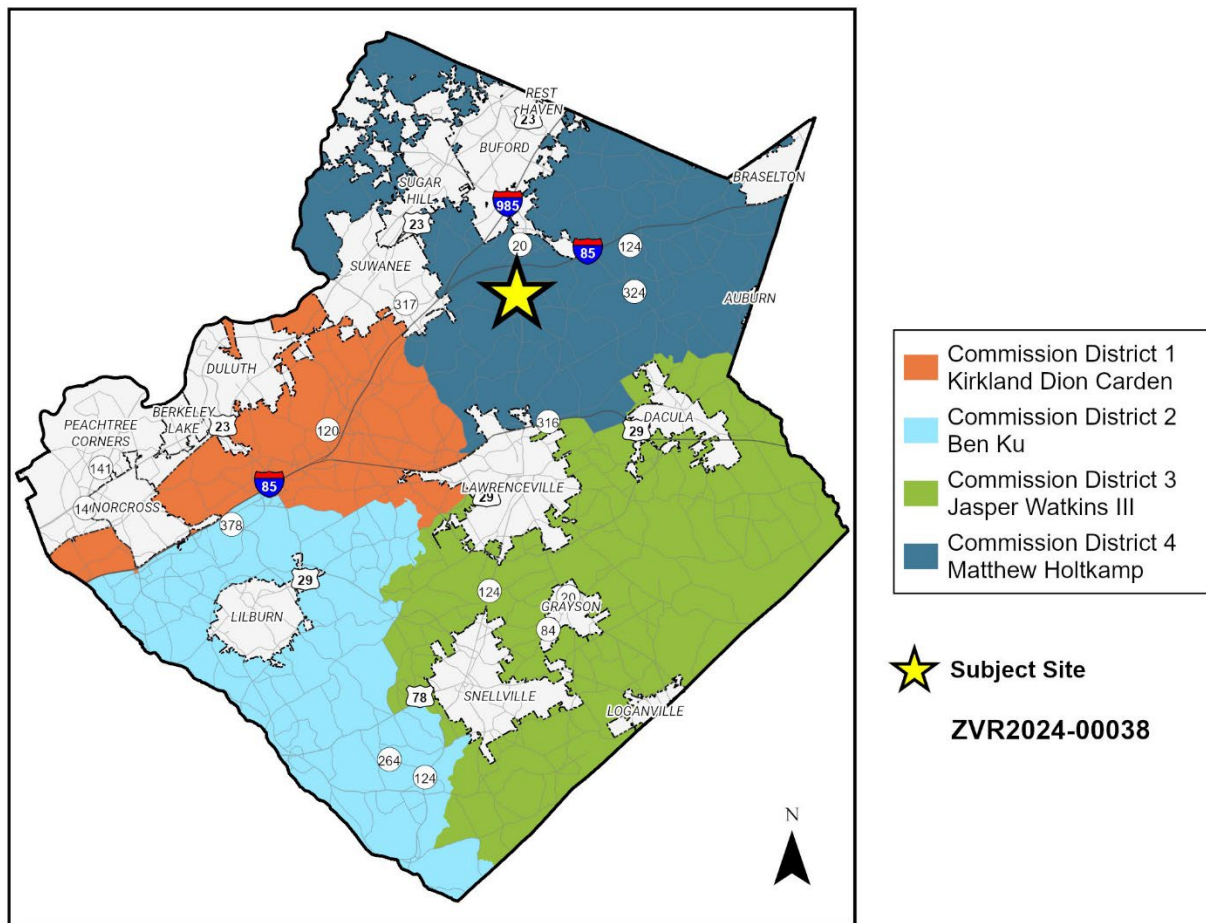 REST
HAVEN
23
BUFORD
BRASELTON
SUGAR
HILL
985
23
20
85
124
SUWANEE
324
317
AUBURN
DULUTH
BERKELEY
LAKE
23
PEACHTREE
CORNERS
120
316
29
DACULA
141
85
LAWRENCEVILLE
29
14
NORCROSS
378
29
124
20
GRAYSON
LILBURN
84
78
SNELLVILLE
LOGANVILLE
264
124
N
Commission District 1
Kirkland Dion Carden
Commission District 2
Ben Ku
Commission District 3
Jasper Watkins III
Commission District 4
Matthew Holtkamp
Subject Site
ZVR2024-00038